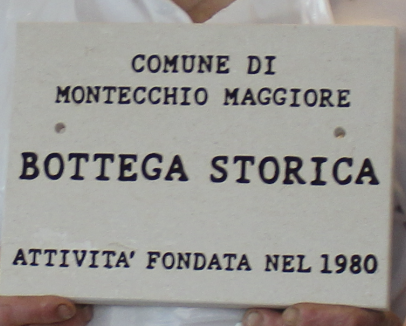 COMUNE DI
MONTECCHIO MAGGIORE
BOTTEGA STORICA
ATTIVITA' FONDATA NEL 1980